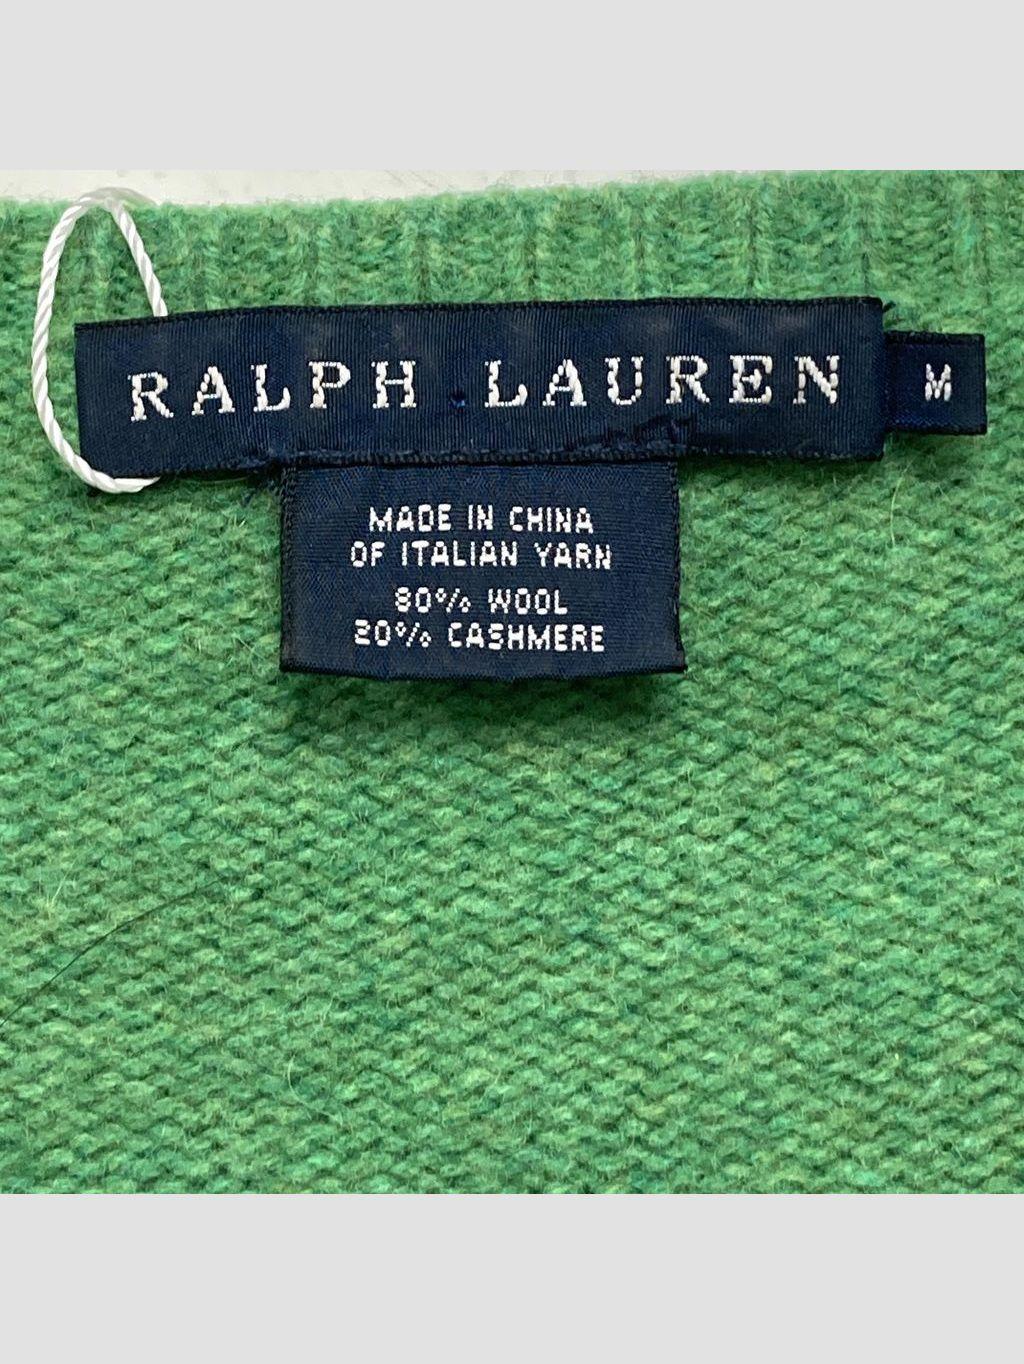 RALPH LAUREN
M
MADE IN CHINA
OF ITALIAN YARN
80% WOOL
20% CASHMERE